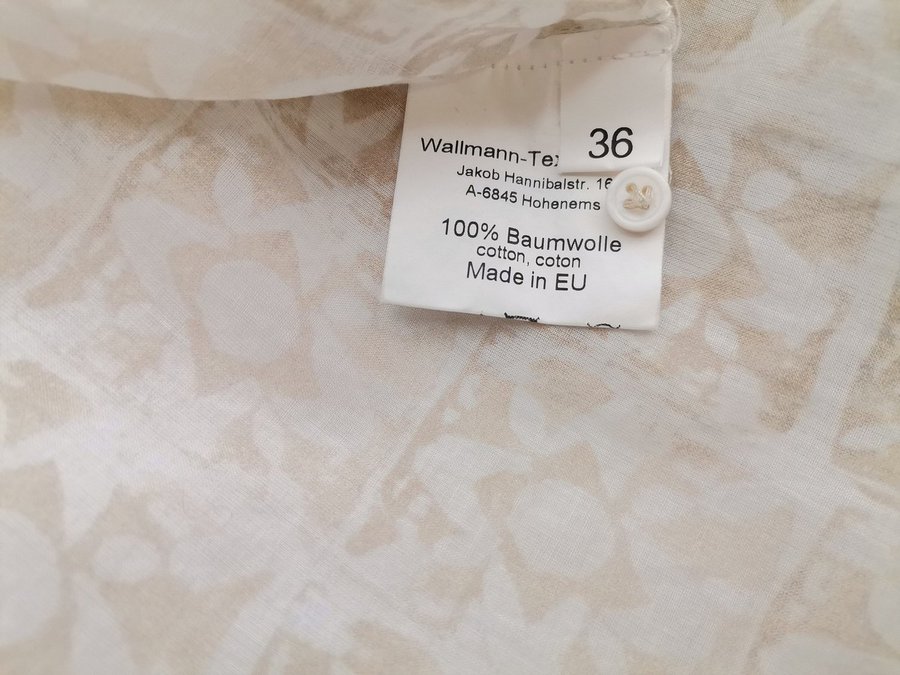 36
Wallmann-Tex
Jakob Hannibalstr. 16
A-6845 Hohenems
100% Baumwolle
cotton, coton
Made in EU